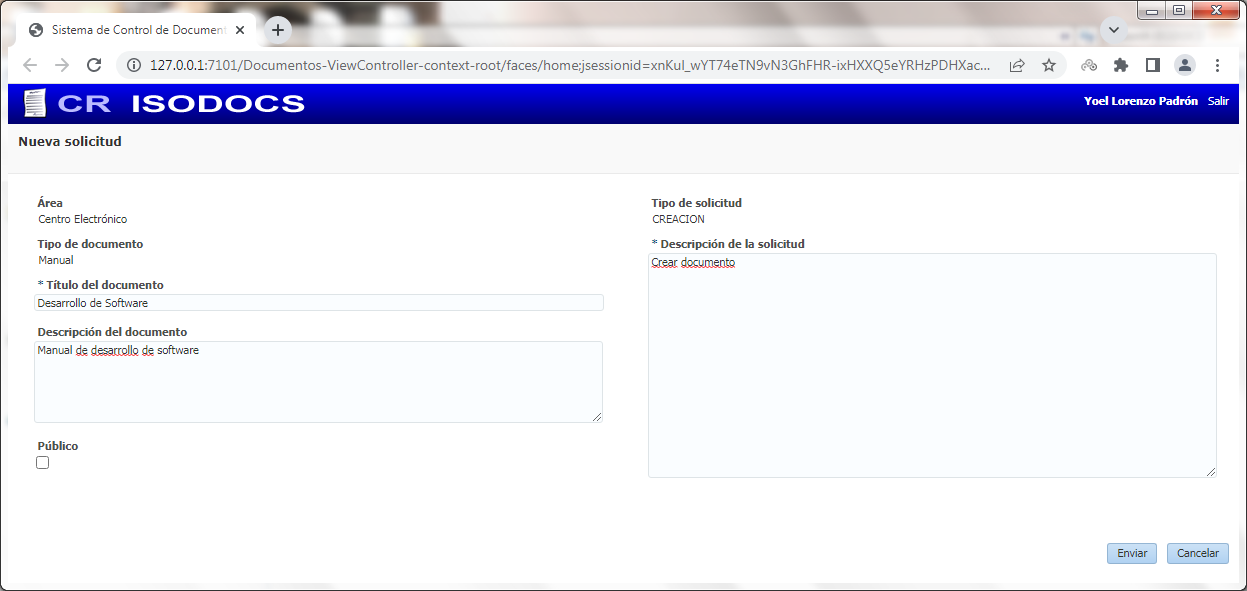 Sistema de Control de Document
127.0.0.1:7101/Documentos-ViewController-context-root/faces/home;jsessionid=xnKul_wYT74eTN9vN3GhFHR-ixHXXQ5eYRHzPDHXac...
CR ISODOCS
Yoel Lorenzo Padrón Salir
Nueva solicitud
Área
Centro Electrónico
Tipo de documento
Manual
* Título del documento
Desarrollo de Software
Descripción del documento
Manual de desarrollo de software
Público
Tipo de solicitud
CREACION
* Descripción de la solicitud
Crear documento
Enviar Cancelar